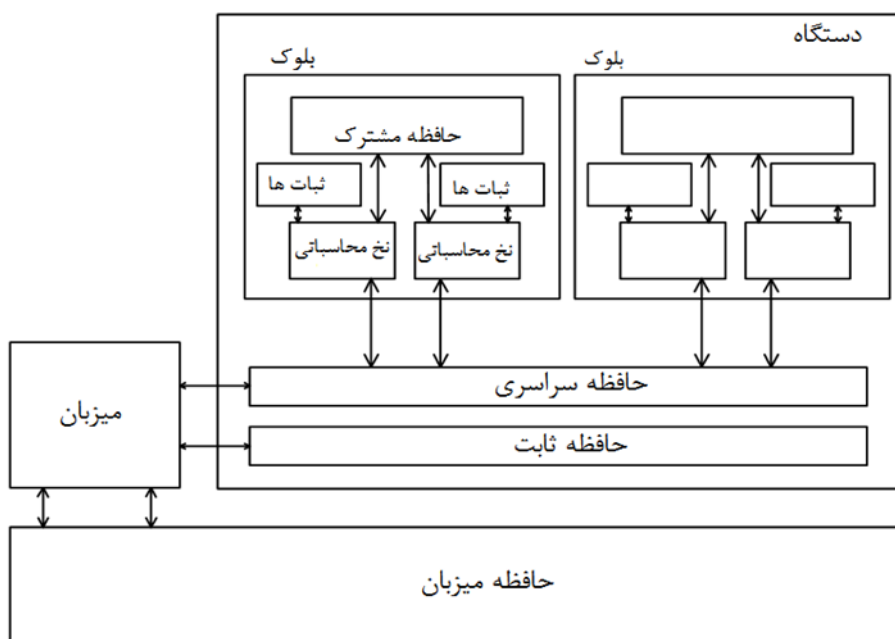 دستگاه
بلوک
بلوک
حافظه مشترک
ثبات ها
ثبات ها
نخ محاسباتی
نخ محاسباتی
حافظه سراسری
میزبان
حافظه ثابت
حافظه میزبان